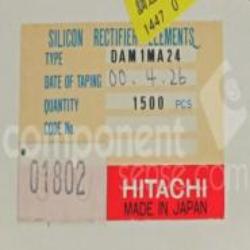 1447 0
SILICON RECTIFIER ELEMENTS
TYPE DAM1MA24
DATE OF TAPING 00.4.26
QUANTITY 1500 PCS
CODE No
component
sense.com
01802
HITACHI
MADE IN JAPAN